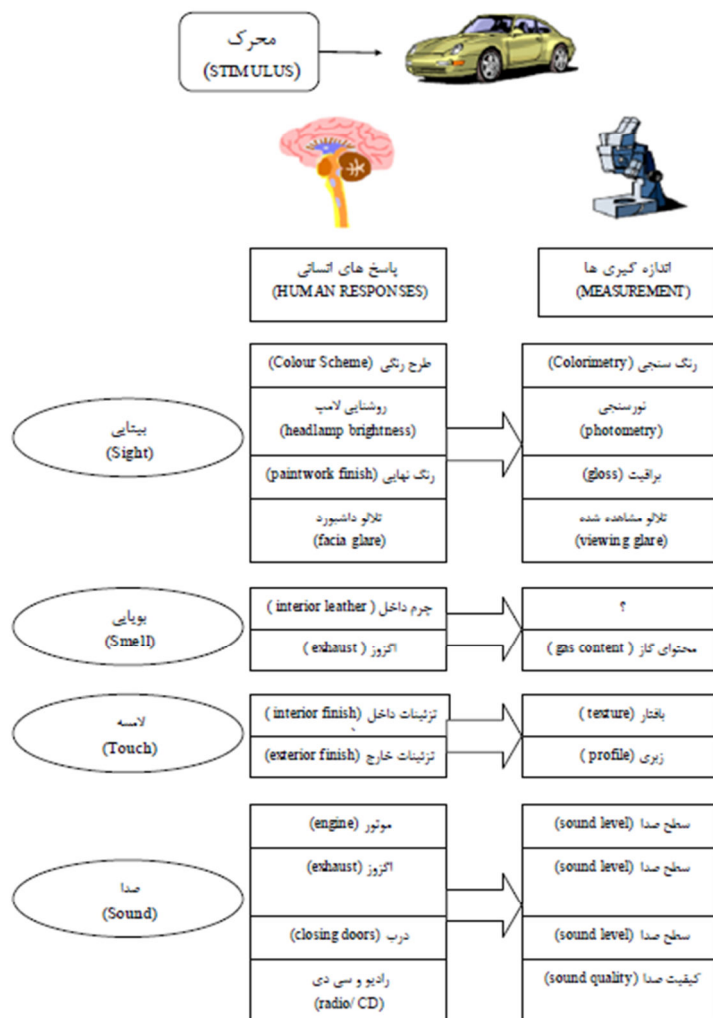 محرک
(STIMULUS)
پاسخ های انسانی
(HUMAN RESPONSES)
اندازه گیری ها
(MEASUREMENT)
بینایی
(Sight)
طرح رنگی (Colour Scheme)
روشنایی لامپ
(headlamp brightness)
رنگ نهایی (paintwork finish)
تلالو داشبورد
(facia glare)
رنگ سنجی (Colorimetry)
نورسنجی
(photometry)
براقیت (gloss)
تلالو مشاهده شده
(viewing glare)
بویایی
(Smell)
چرم داخل ( interior leather )
اگزوز ( exhaust )
؟
محتوای گاز ( gas content )
لامسه
(Touch)
تزئینات داخل (interior finish )
تزئینات خارج (exterior finish)
بافتار (texture )
زبری (profile )
صدا
(Sound)
موتور (engine)
اگزوز (exhaust)
درب (closing doors)
رادیو و سی دی
(radio/ CD)
سطح صدا (sound level)
سطح صدا (sound level)
سطح صدا (sound level)
کیفیت صدا (sound quality)